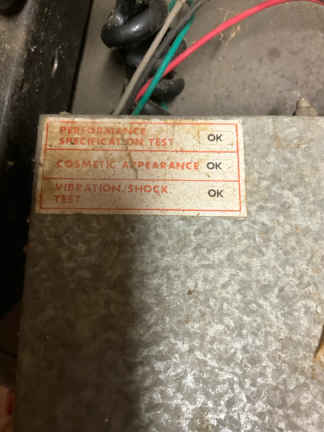 PERFORMANCE
SPECIFICATION TEST OK
COSMETIC APPEARANCE OK
VIBRATION/SHOCK
TEST OK